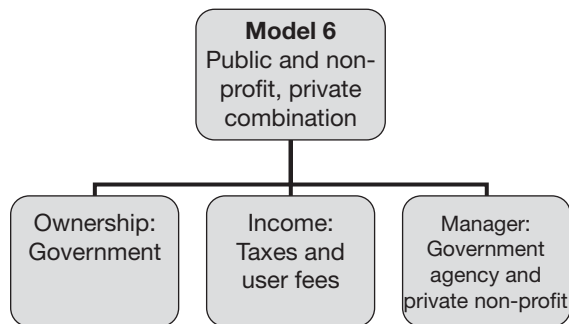 Model 6
Public and non-
profit, private
combination
Ownership:
Government
Income:
Taxes and
user fees
Manager:
Government
agency and
private non-profit